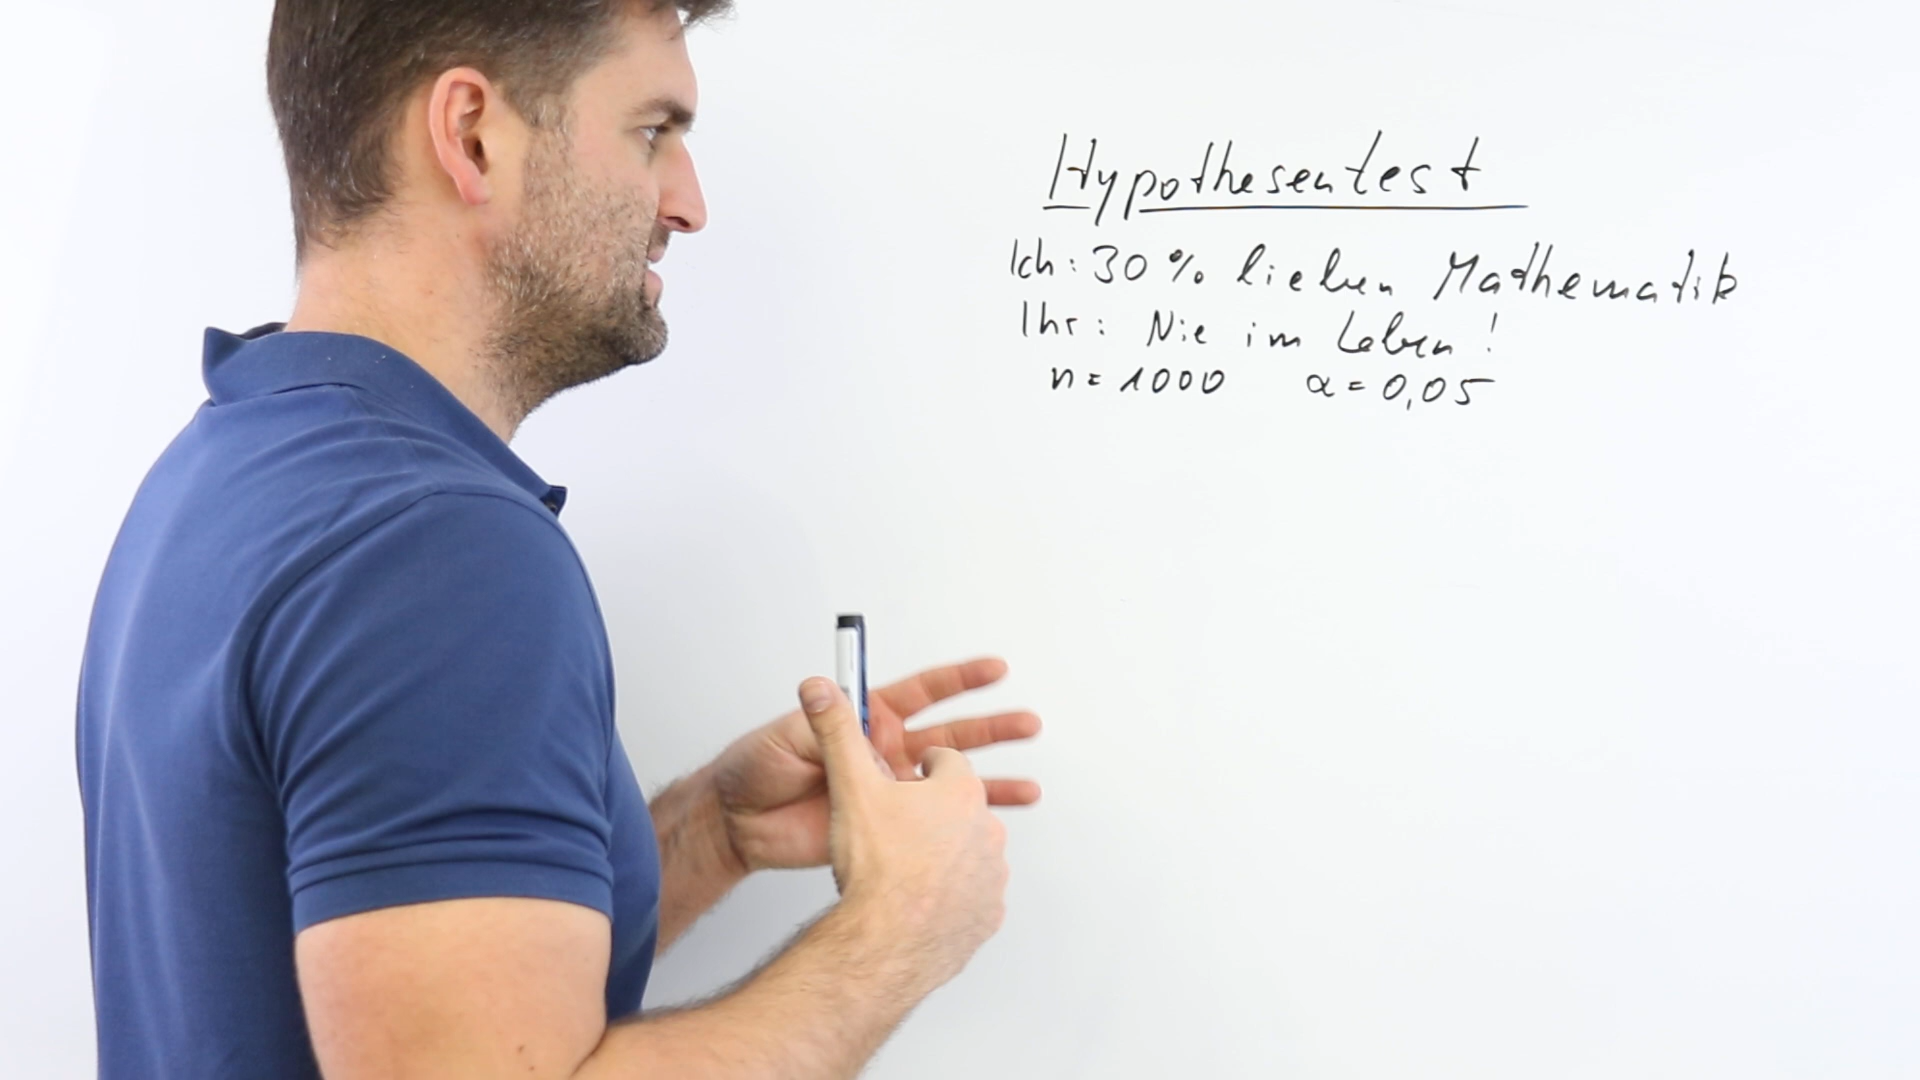 Hypothesentest
Ich: 30 % lieben Mathematik
Ihr: Nie im Leben!
n = 1000 α = 0,05